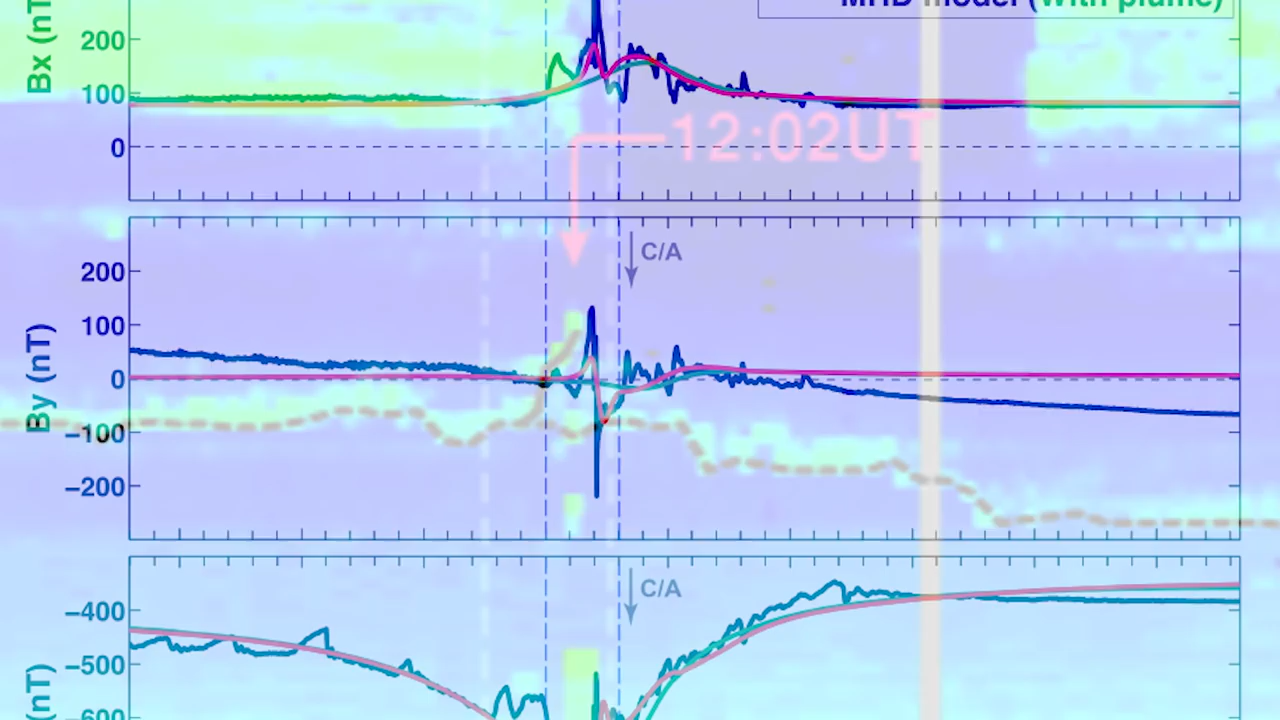 MHD model (With plume)
Bx (nT)
200
100
0
12:02UT
C/A
By (nT)
200
100
0
−100
−200
C/A
−400
−500
−600
(nT)